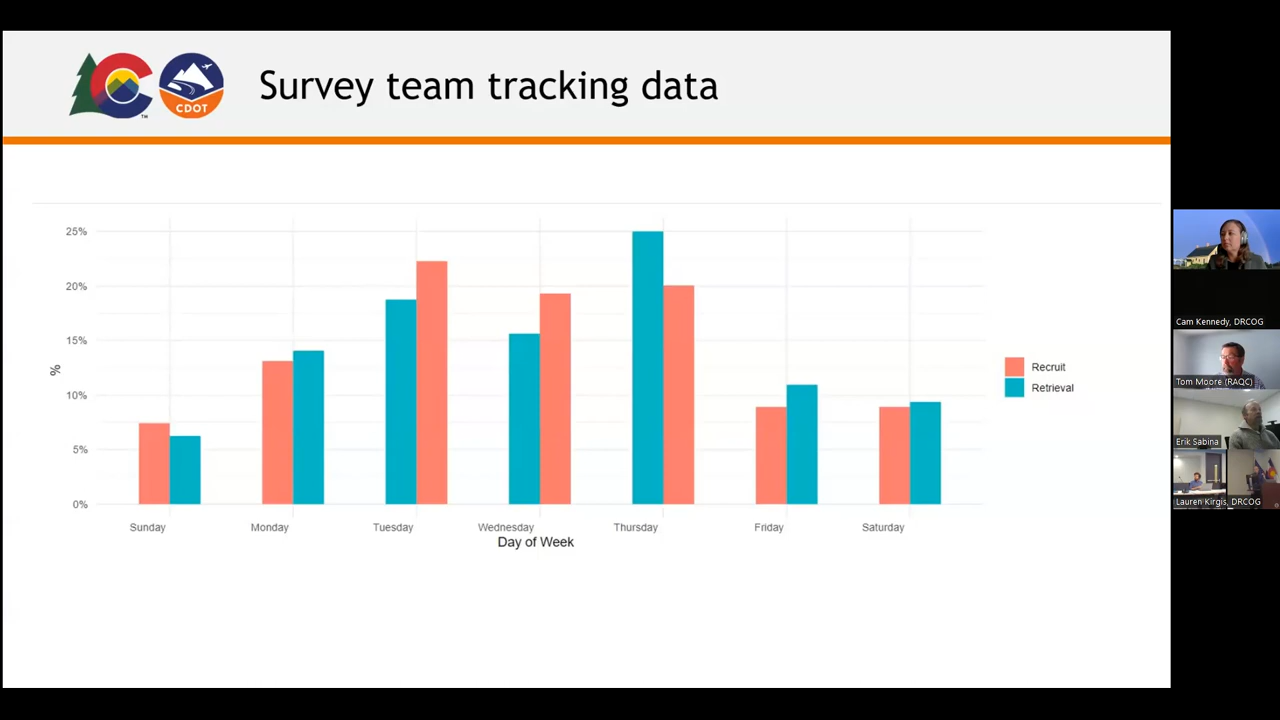 CDOT
TM
Survey team tracking data
25%
20%
15%
10%
5%
0%
%
Sunday
Monday
Tuesday
Wednesday
Thursday
Friday
Saturday
Day of Week
Recruit
Retrieval
Cam Kennedy, DRCOG
Tom Moore (RAQC)
Erik Sabina
Lauren Kirgis, DRCOG